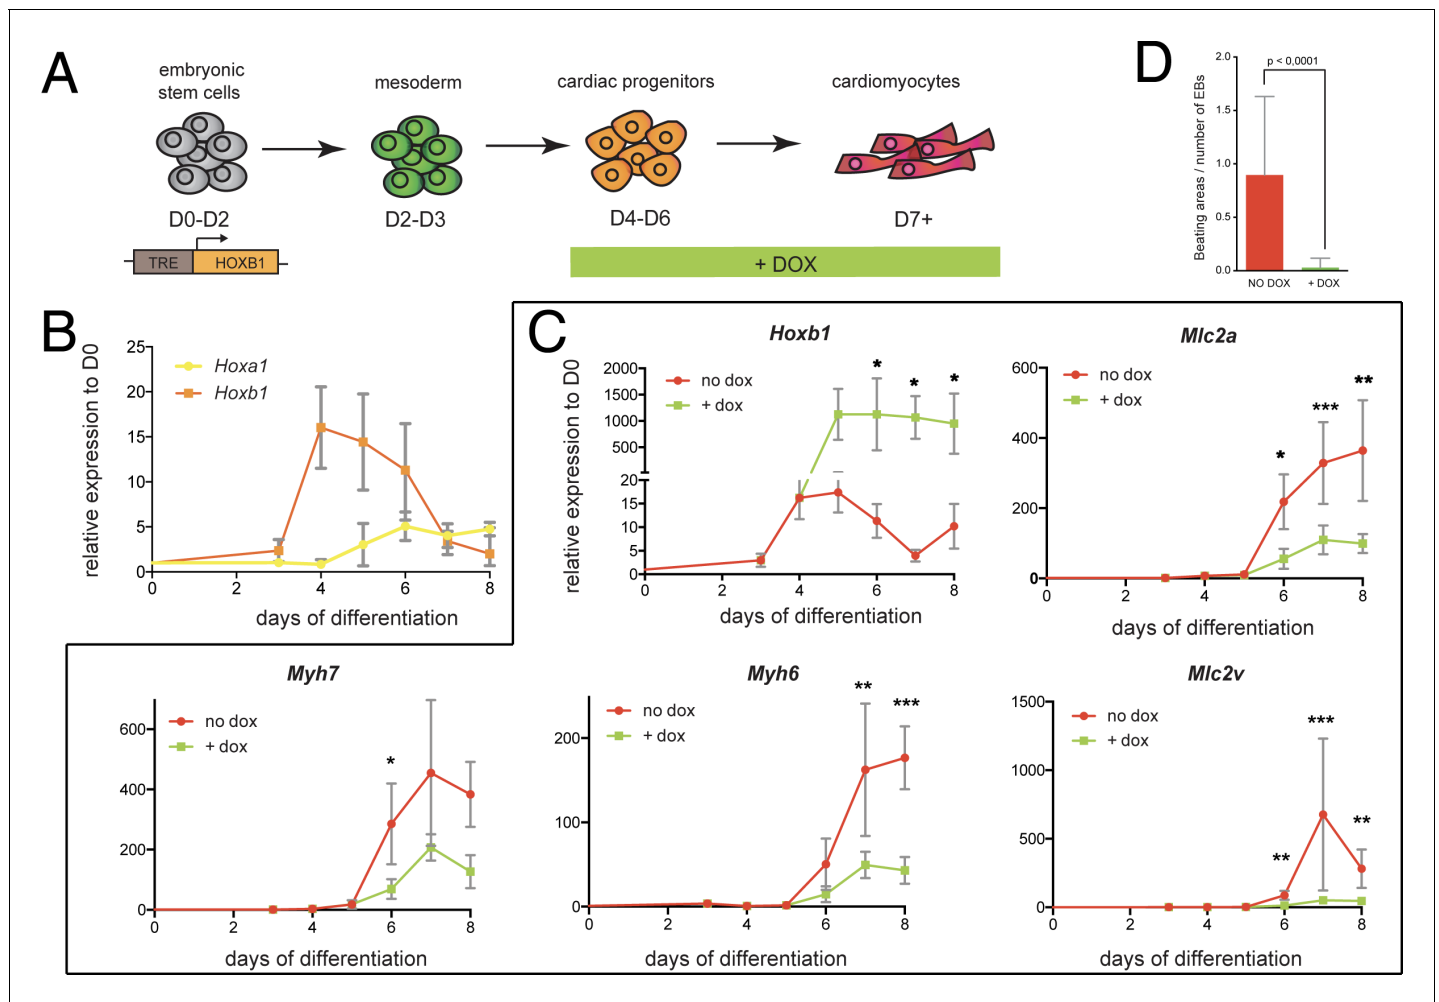 A
embryonic
stem cells
mesoderm
cardiac progenitors
cardiomyocytes
D0-D2
D2-D3
D4-D6
D7+
TRE
HOXB1
+ DOX
D
Beating areas / number of EBs
2.0
1.5
1.0
0.5
0.0
p < 0,0001
NO DOX
+ DOX
B
relative expression to D0
25
20
15
10
5
0
Hoxa1
Hoxb1
0
2
4
6
8
days of differentiation
C
Hoxb1
relative expression to D0
2000
1500
1000
500
20
15
10
5
0
no dox
+ dox
*
*
*
0
2
4
6
8
days of differentiation
Mlc2a
600
400
200
0
no dox
+ dox
*
***
**
0
2
4
6
8
days of differentiation
Myh7
600
400
200
0
no dox
+ dox
*
0
2
4
6
8
days of differentiation
Myh6
200
100
0
no dox
+ dox
**
***
0
2
4
6
8
days of differentiation
Mlc2v
1500
1000
500
0
no dox
+ dox
**
***
**
0
2
4
6
8
days of differentiation